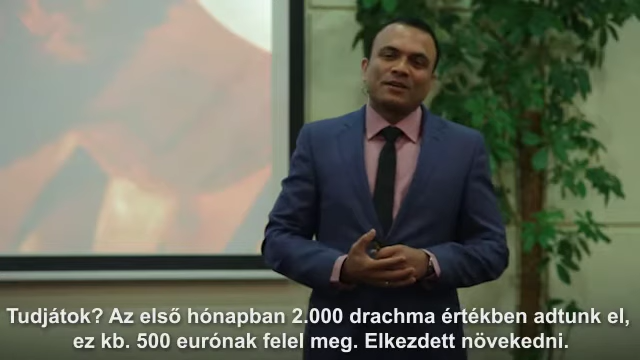 Tudjátok? Az első hónapban 2.000 drachma értékben adtunk el,
ez kb. 500 eurónak felel meg. Elkezdett növekedni.